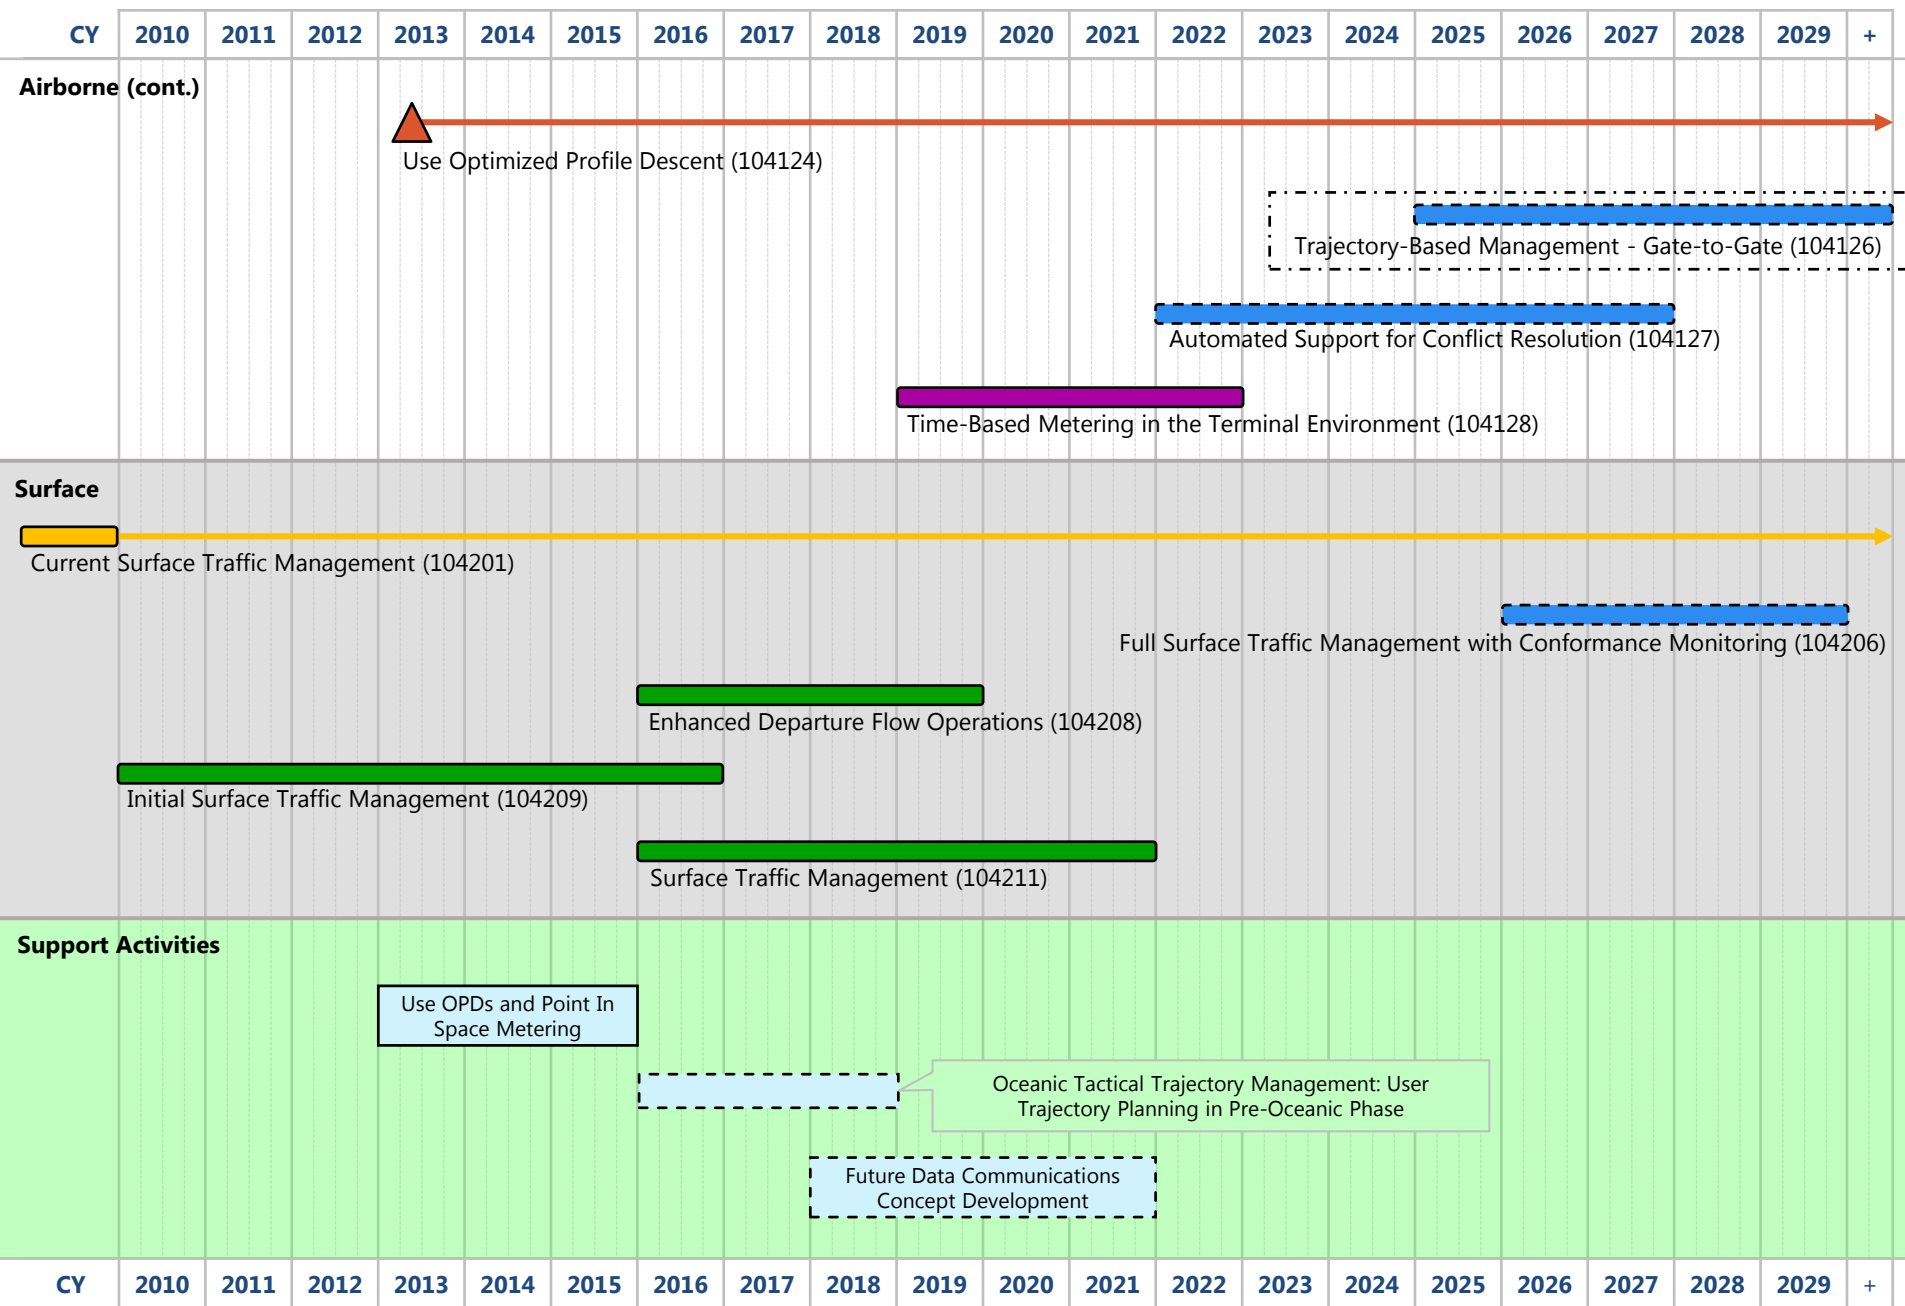 CY 2010 2011 2012 2013 2014 2015 2016 2017 2018 2019 2020 2021 2022 2023 2024 2025 2026 2027 2028 2029 +
Airborne (cont.)
Use Optimized Profile Descent (104124)
Trajectory-Based Management - Gate-to-Gate (104126)
Automated Support for Conflict Resolution (104127)
Time-Based Metering in the Terminal Environment (104128)
Surface
Current Surface Traffic Management (104201)
Full Surface Traffic Management with Conformance Monitoring (104206)
Enhanced Departure Flow Operations (104208)
Initial Surface Traffic Management (104209)
Surface Traffic Management (104211)
Support Activities
Use OPDs and Point In
Space Metering
Oceanic Tactical Trajectory Management: User
Trajectory Planning in Pre-Oceanic Phase
Future Data Communications
Concept Development
CY 2010 2011 2012 2013 2014 2015 2016 2017 2018 2019 2020 2021 2022 2023 2024 2025 2026 2027 2028 2029 +